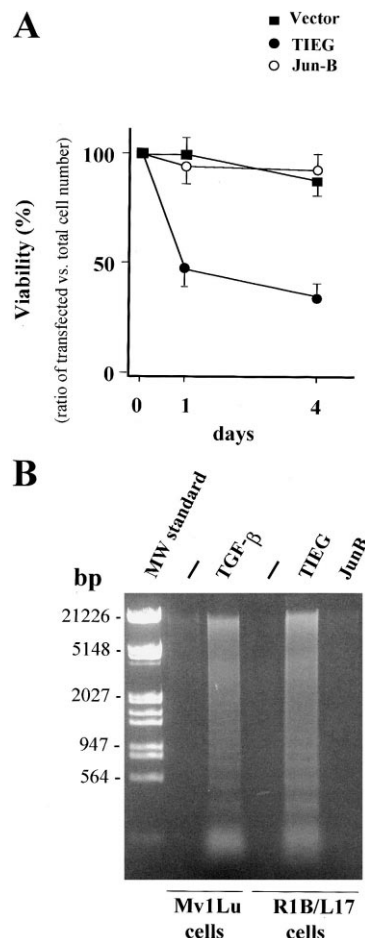 A
Vector
TIEG
Jun-B
Viability (%)
(ratio of transfected vs. total cell number)
100
50
0
0 1 4
days
B
bp
MW standard
–
TGF-β
–
TIEG
JunB
21226 -
5148 -
2027 -
947 -
564 -
Mv1Lu cells
R1B/L17 cells